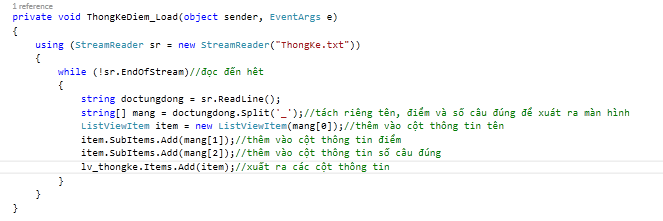 1 reference
private void ThongKeDiem_Load(object sender, EventArgs e)
{
using (StreamReader sr = new StreamReader("ThongKe.txt"))
{
while (!sr.EndOfStream)//đọc đến hết
{
string doctungdong = sr.ReadLine();
string[] mang = doctungdong.Split('_');//tách riêng tên, điểm và số câu đúng để xuất ra màn hình
ListViewItem item = new ListViewItem(mang[0]);//thêm vào cột thông tin tên
item.SubItems.Add(mang[1]);//thêm vào cột thông tin điểm
item.SubItems.Add(mang[2]);//thêm vào cột thông tin số câu đúng
lv_thongke.Items.Add(item);//xuất ra các cột thông tin
}
}
}